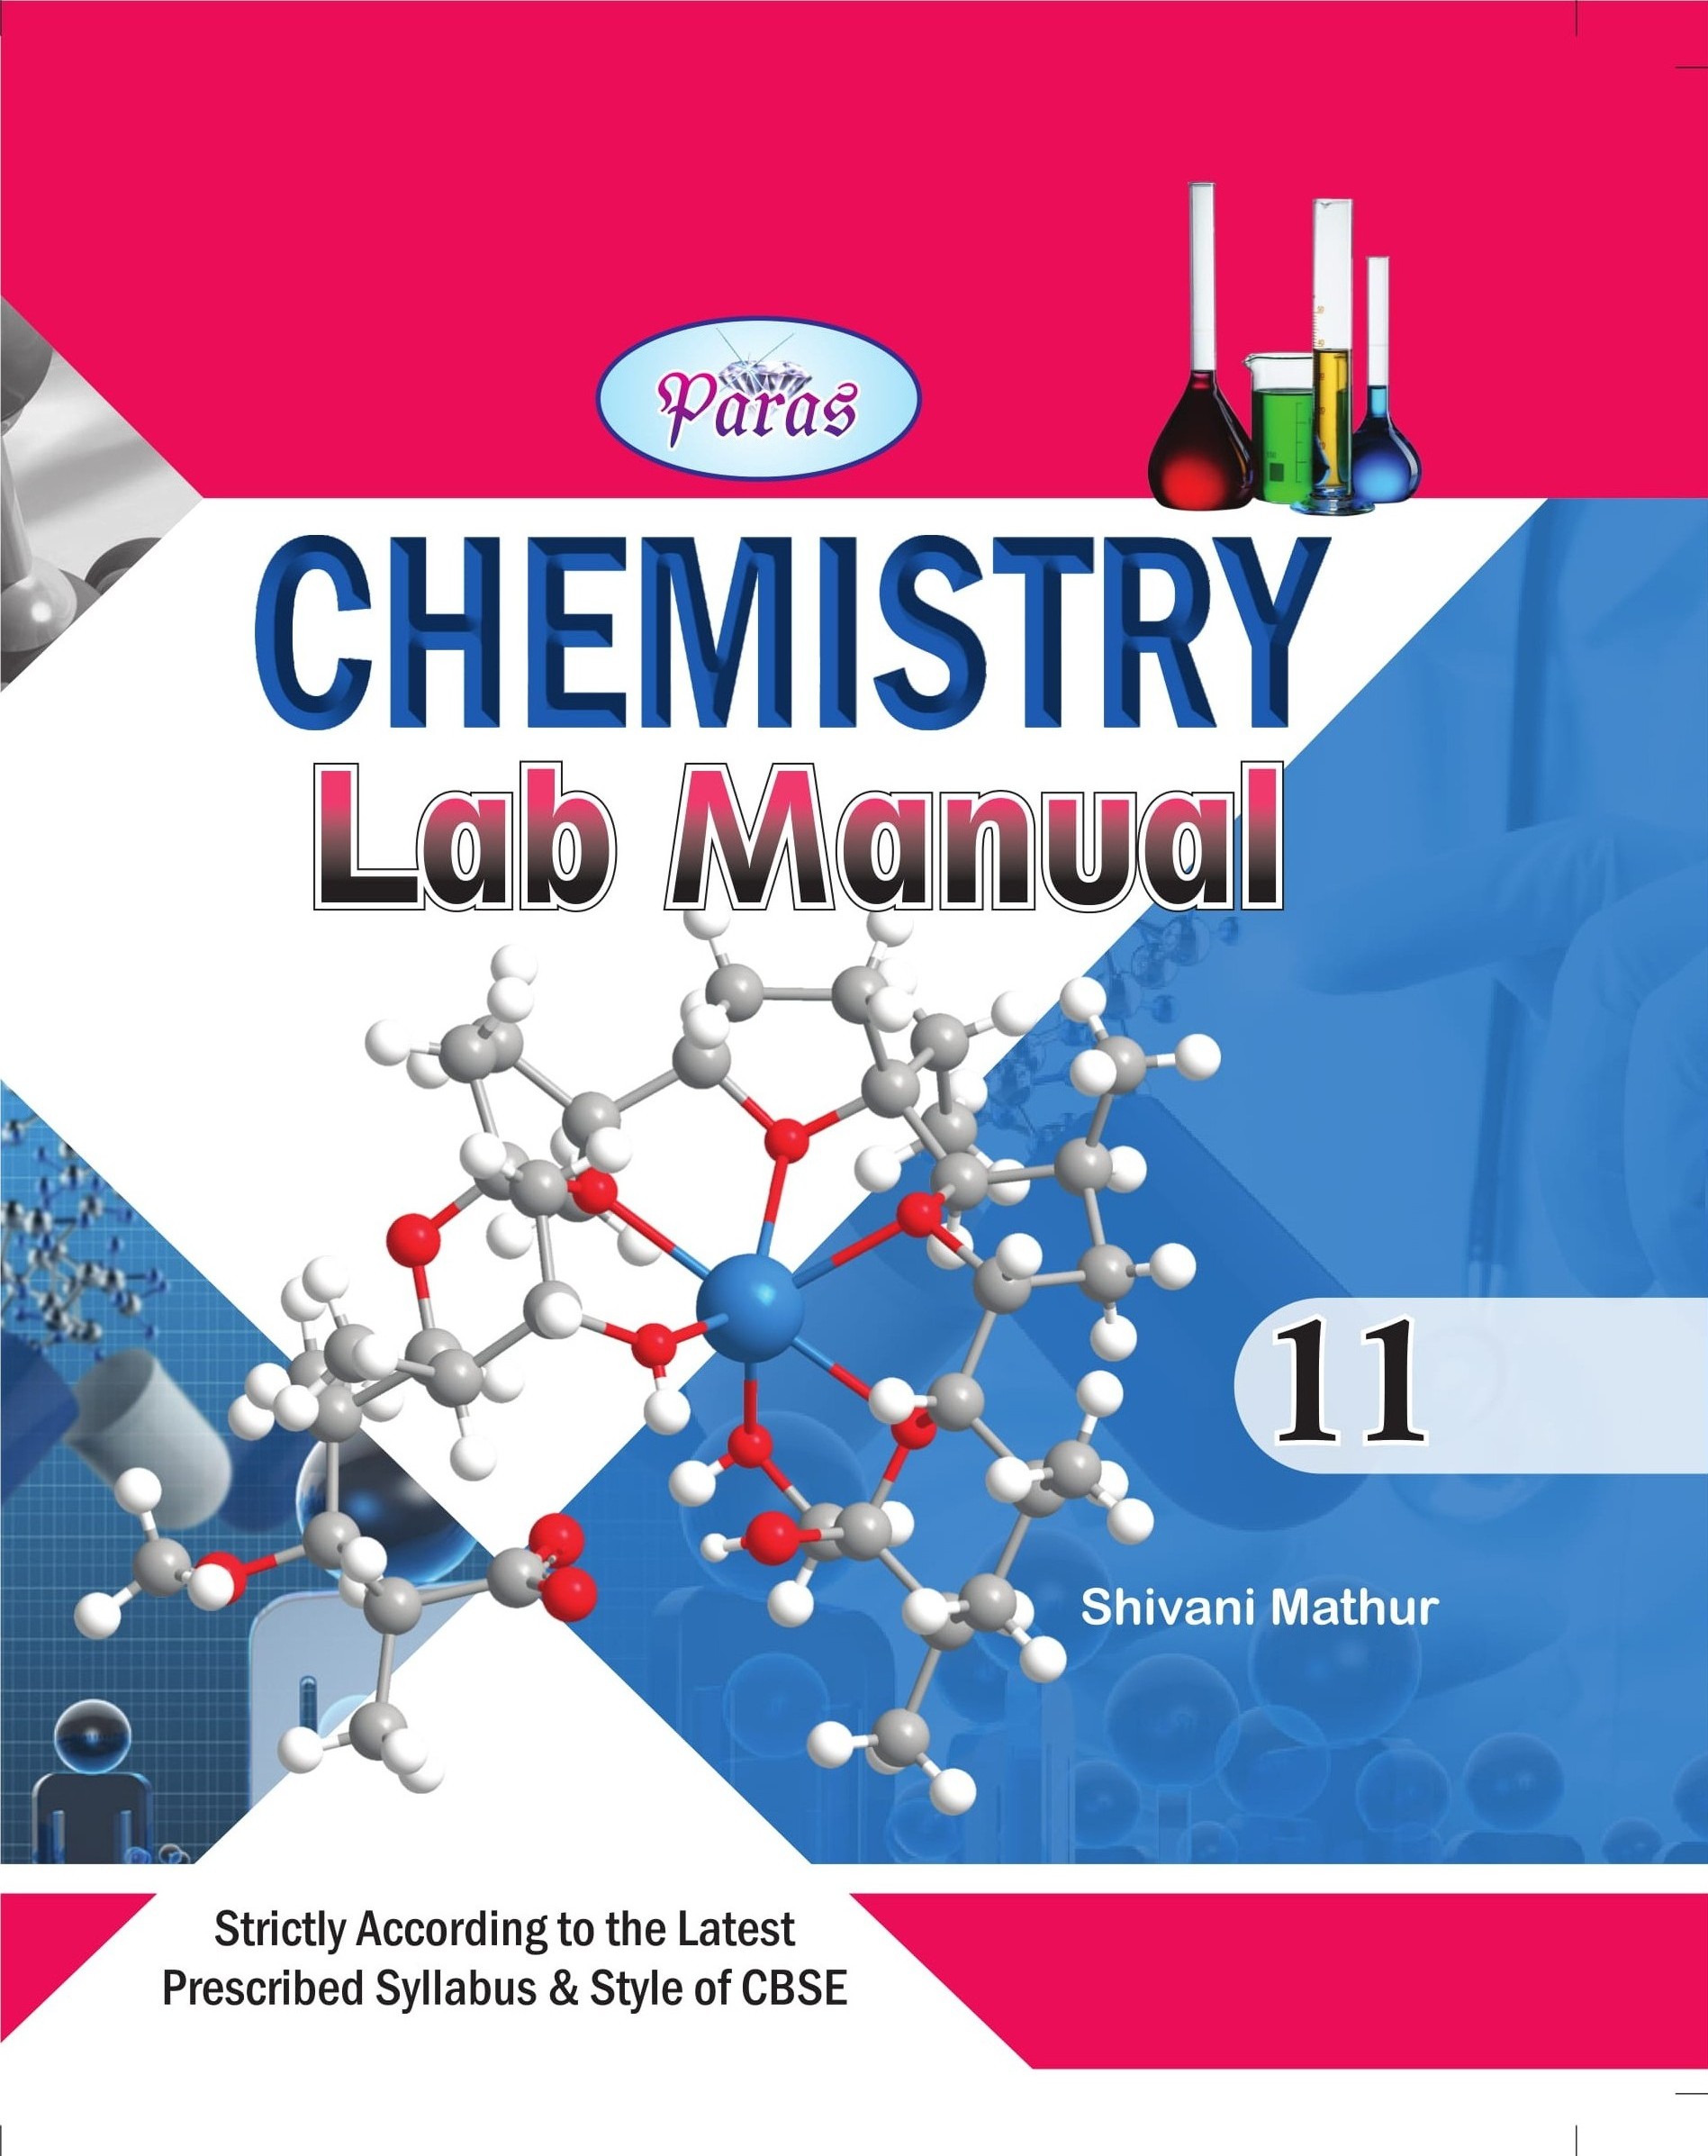 Paras
CHEMISTRY
Lab Manual
11
Shivani Mathur
Strictly According to the Latest
Prescribed Syllabus & Style of CBSE